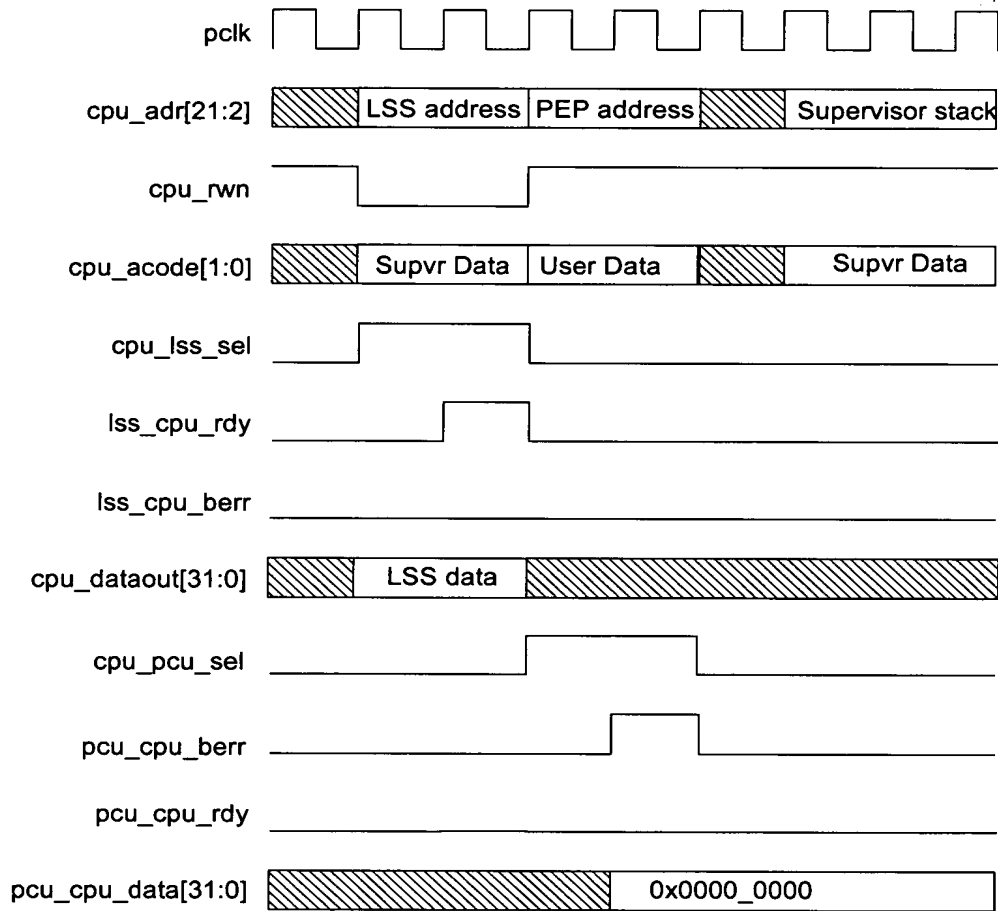 pclk
cpu_adr[21:2] LSS address PEP address Supervisor stack
cpu_rwn
cpu_acode[1:0] Supvr Data User Data Supvr Data
cpu_lss_sel
lss_cpu_rdy
lss_cpu_berr
cpu_dataout[31:0] LSS data
cpu_pcu_sel
pcu_cpu_berr
pcu_cpu_rdy
pcu_cpu_data[31:0] 0x0000_0000